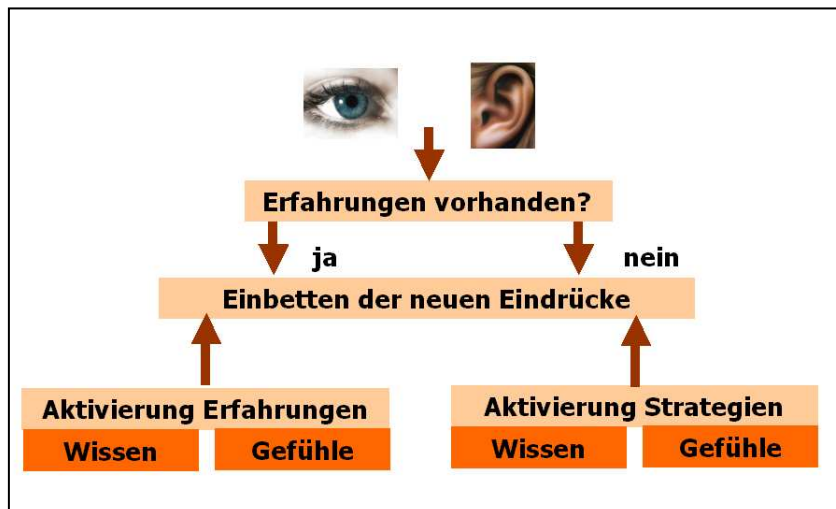 Erfahrungen vorhanden?
ja
nein
Einbetten der neuen Eindrücke
Aktivierung Erfahrungen
Wissen
Gefühle
Aktivierung Strategien
Wissen
Gefühle